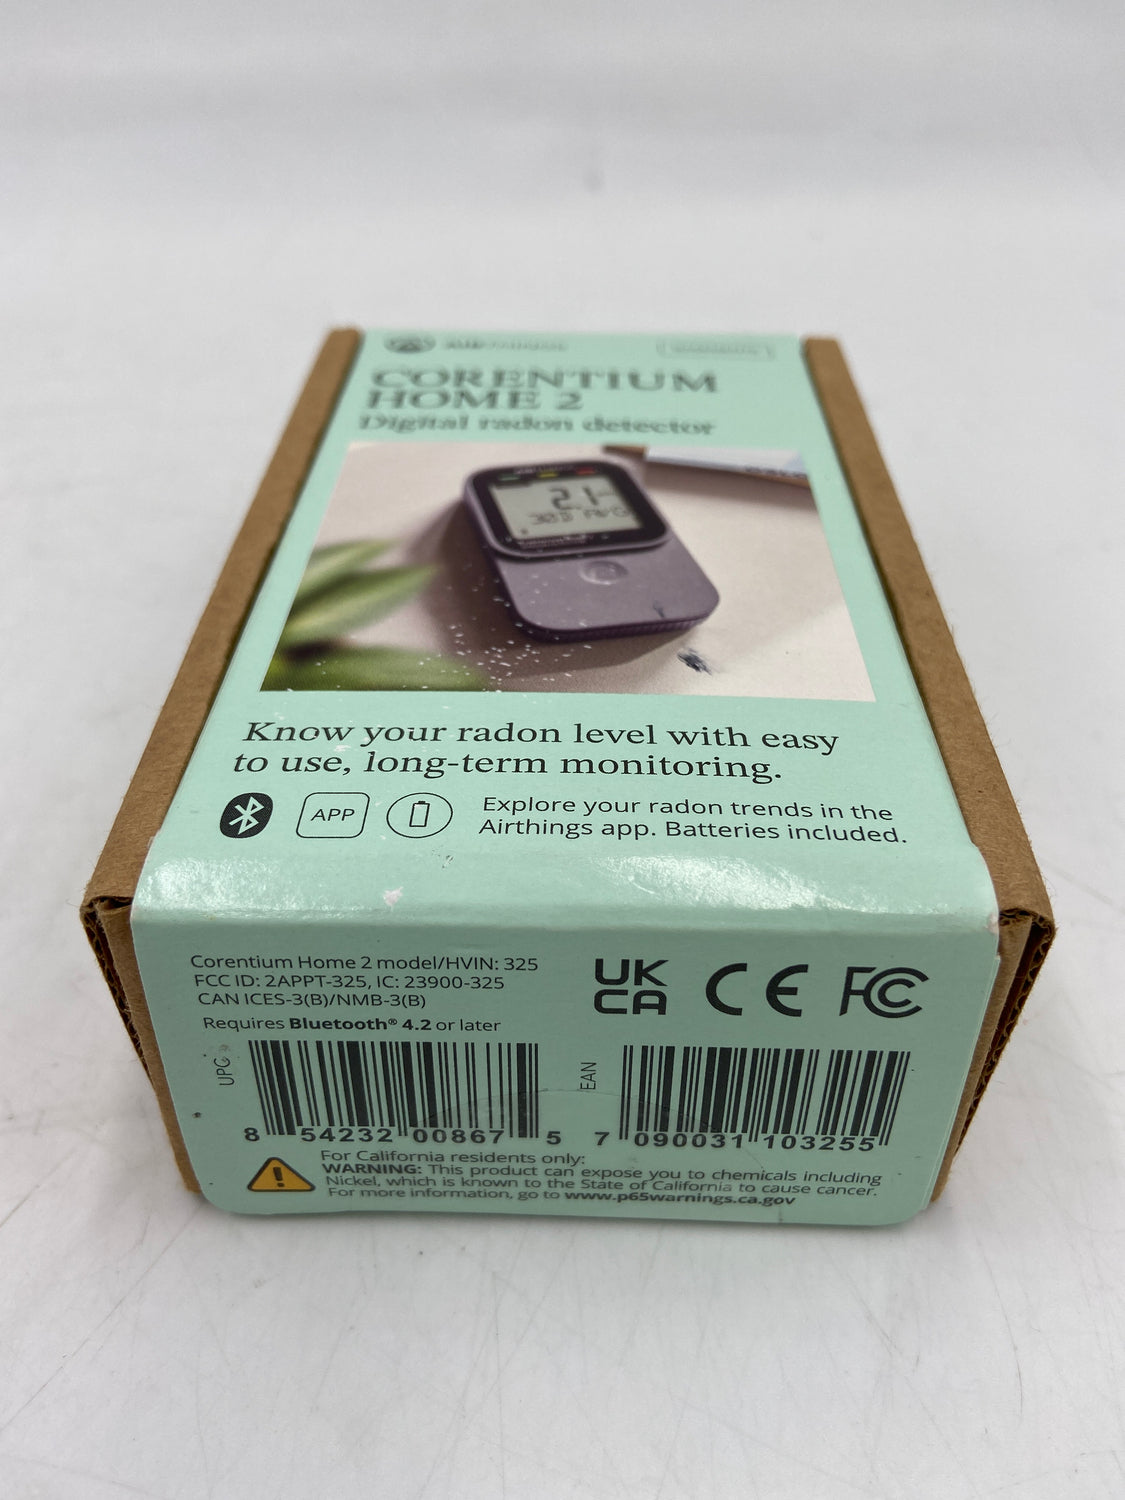 CORENTIUM
HOME 2
Digital radon detector
2.1
Know your radon level with easy
to use, long-term monitoring.
APP
Explore your radon trends in the
Airthings app. Batteries included.
Corentium Home 2 model/HVIN: 325
FCC ID: 2APPT-325, IC: 23900-325
CAN ICES-3(B)/NMB-3(B)
Requires Bluetooth® 4.2 or later
UK
CA
CE
FC
UPC
8 54232 00867 5
EAN
7 090031 103255
For California residents only:
WARNING: This product can expose you to chemicals including
Nickel, which is known to the State of California to cause cancer.
For more information, go to www.p65warnings.ca.gov